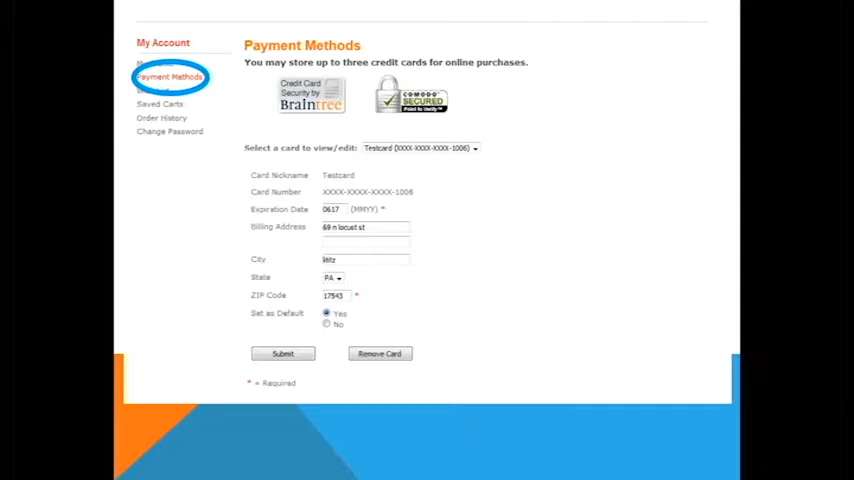 My Account
Payment Methods
Saved Carts
Order History
Change Password
Payment Methods
You may store up to three credit cards for online purchases.
Credit Card
Security by
Braintree
COMODO
SECURED
Point to Verify
Select a card to view/edit: Testcard (XXXX-XXXX-XXXX-1006)
Card Nickname Testcard
Card Number XXXX-XXXX-XXXX-1006
Expiration Date 0617 (MMYY) *
Billing Address 69 n locust st
City lititz
State PA
ZIP Code 17543 *
Set as Default Yes
No
Submit Remove Card
* = Required